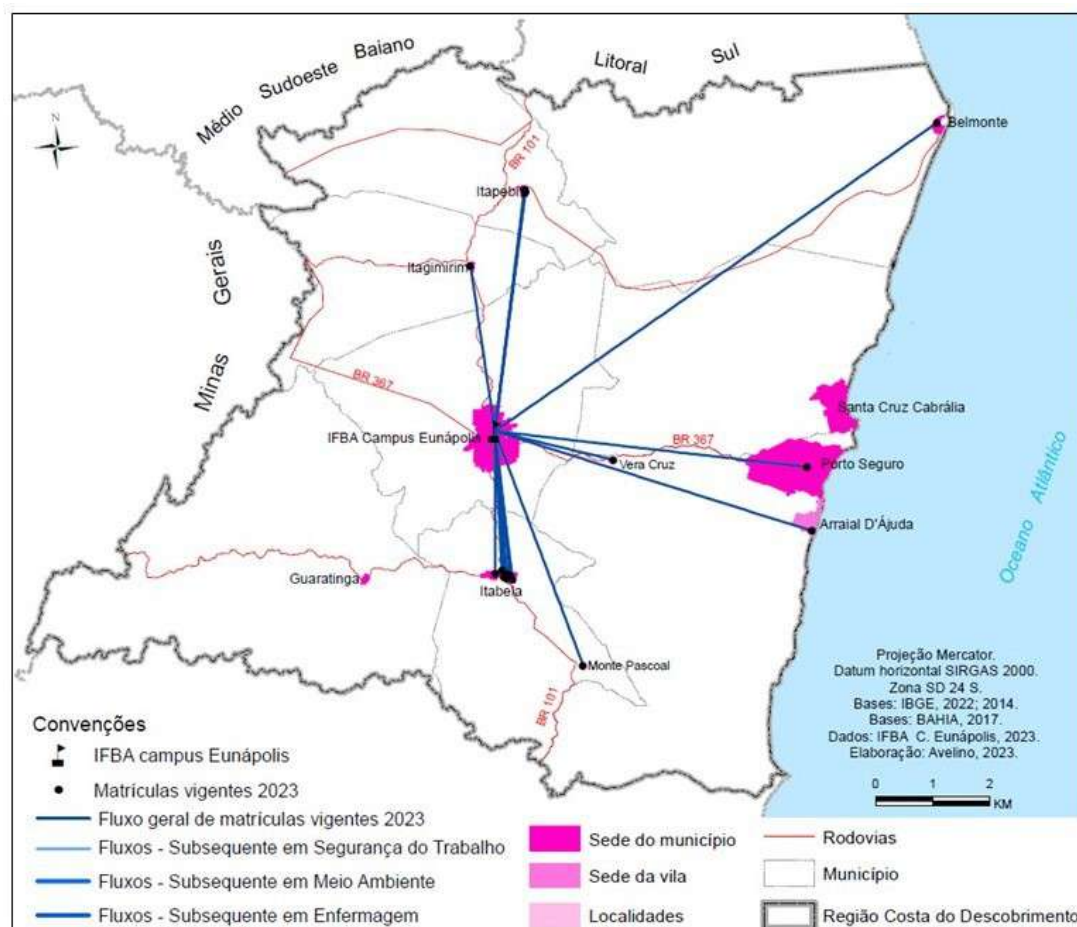 Médio Sudoeste Baiano
Litoral Sul
N
Belmonte
BR 101
Itapebi
Itagimirim
Minas Gerais
BR 367
Santa Cruz Cabrália
IFBA Campus Eunápolis
BR 367
Vera Cruz
Porto Seguro
Arraial D'Ájuda
Oceano Atlântico
Guaratinga
Itabela
Monte Pascoal
BR 101
Projeção Mercator.
Datum horizontal SIRGAS 2000.
Zona SD 24 S.
Bases: IBGE, 2022; 2014.
Bases: BAHIA, 2017.
Dados: IFBA C. Eunápolis, 2023.
Elaboração: Avelino, 2023.
0 1 2
KM
Convenções
IFBA campus Eunápolis
Matrículas vigentes 2023
Fluxo geral de matrículas vigentes 2023
Fluxos - Subsequente em Segurança do Trabalho
Fluxos - Subsequente em Meio Ambiente
Fluxos - Subsequente em Enfermagem
Sede do município
Sede da vila
Localidades
Rodovias
Município
Região Costa do Descobrimento